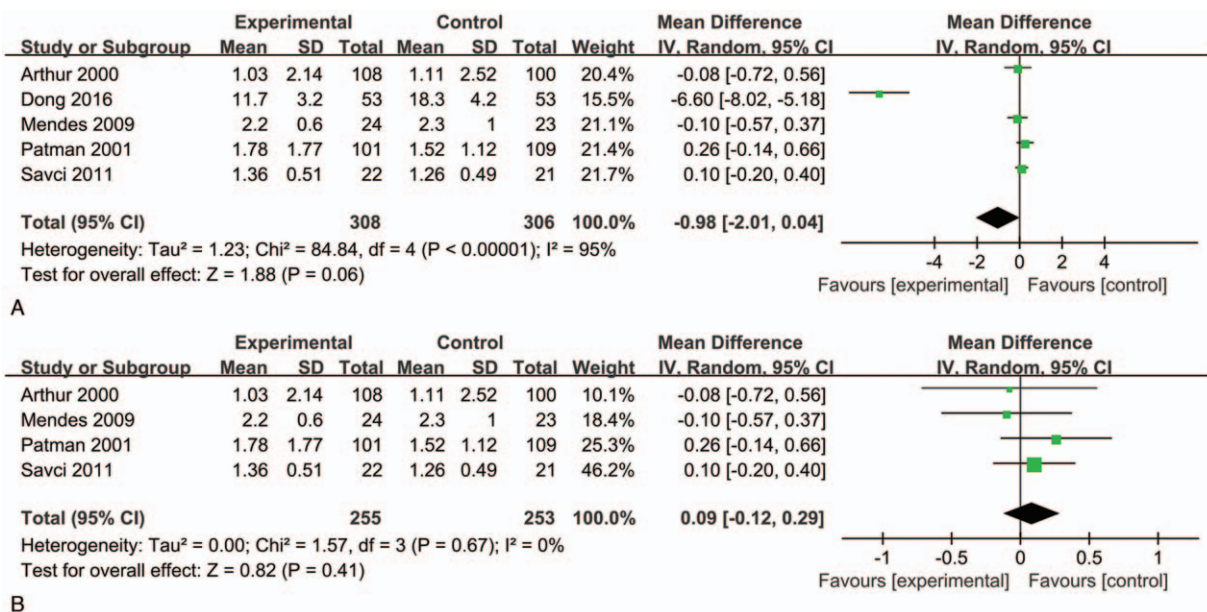 Experimental Control Mean Difference Mean Difference
Study or Subgroup Mean SD Total Mean SD Total Weight IV, Random, 95% CI IV, Random, 95% CI
Arthur 2000 1.03 2.14 108 1.11 2.52 100 20.4% -0.08 [-0.72, 0.56]
Dong 2016 11.7 3.2 53 18.3 4.2 53 15.5% -6.60 [-8.02, -5.18]
Mendes 2009 2.2 0.6 24 2.3 1 23 21.1% -0.10 [-0.57, 0.37]
Patman 2001 1.78 1.77 101 1.52 1.12 109 21.4% 0.26 [-0.14, 0.66]
Savci 2011 1.36 0.51 22 1.26 0.49 21 21.7% 0.10 [-0.20, 0.40]
Total (95% CI) 308 306 100.0% -0.98 [-2.01, 0.04]
Heterogeneity: Tau² = 1.23; Chi² = 84.84, df = 4 (P < 0.00001); I² = 95%
Test for overall effect: Z = 1.88 (P = 0.06)
-4 -2 0 2 4
Favours [experimental] Favours [control]
A
Experimental Control Mean Difference Mean Difference
Study or Subgroup Mean SD Total Mean SD Total Weight IV, Random, 95% CI IV, Random, 95% CI
Arthur 2000 1.03 2.14 108 1.11 2.52 100 10.1% -0.08 [-0.72, 0.56]
Mendes 2009 2.2 0.6 24 2.3 1 23 18.4% -0.10 [-0.57, 0.37]
Patman 2001 1.78 1.77 101 1.52 1.12 109 25.3% 0.26 [-0.14, 0.66]
Savci 2011 1.36 0.51 22 1.26 0.49 21 46.2% 0.10 [-0.20, 0.40]
Total (95% CI) 255 253 100.0% 0.09 [-0.12, 0.29]
Heterogeneity: Tau² = 0.00; Chi² = 1.57, df = 3 (P = 0.67); I² = 0%
Test for overall effect: Z = 0.82 (P = 0.41)
-1 -0.5 0 0.5 1
Favours [experimental] Favours [control]
B